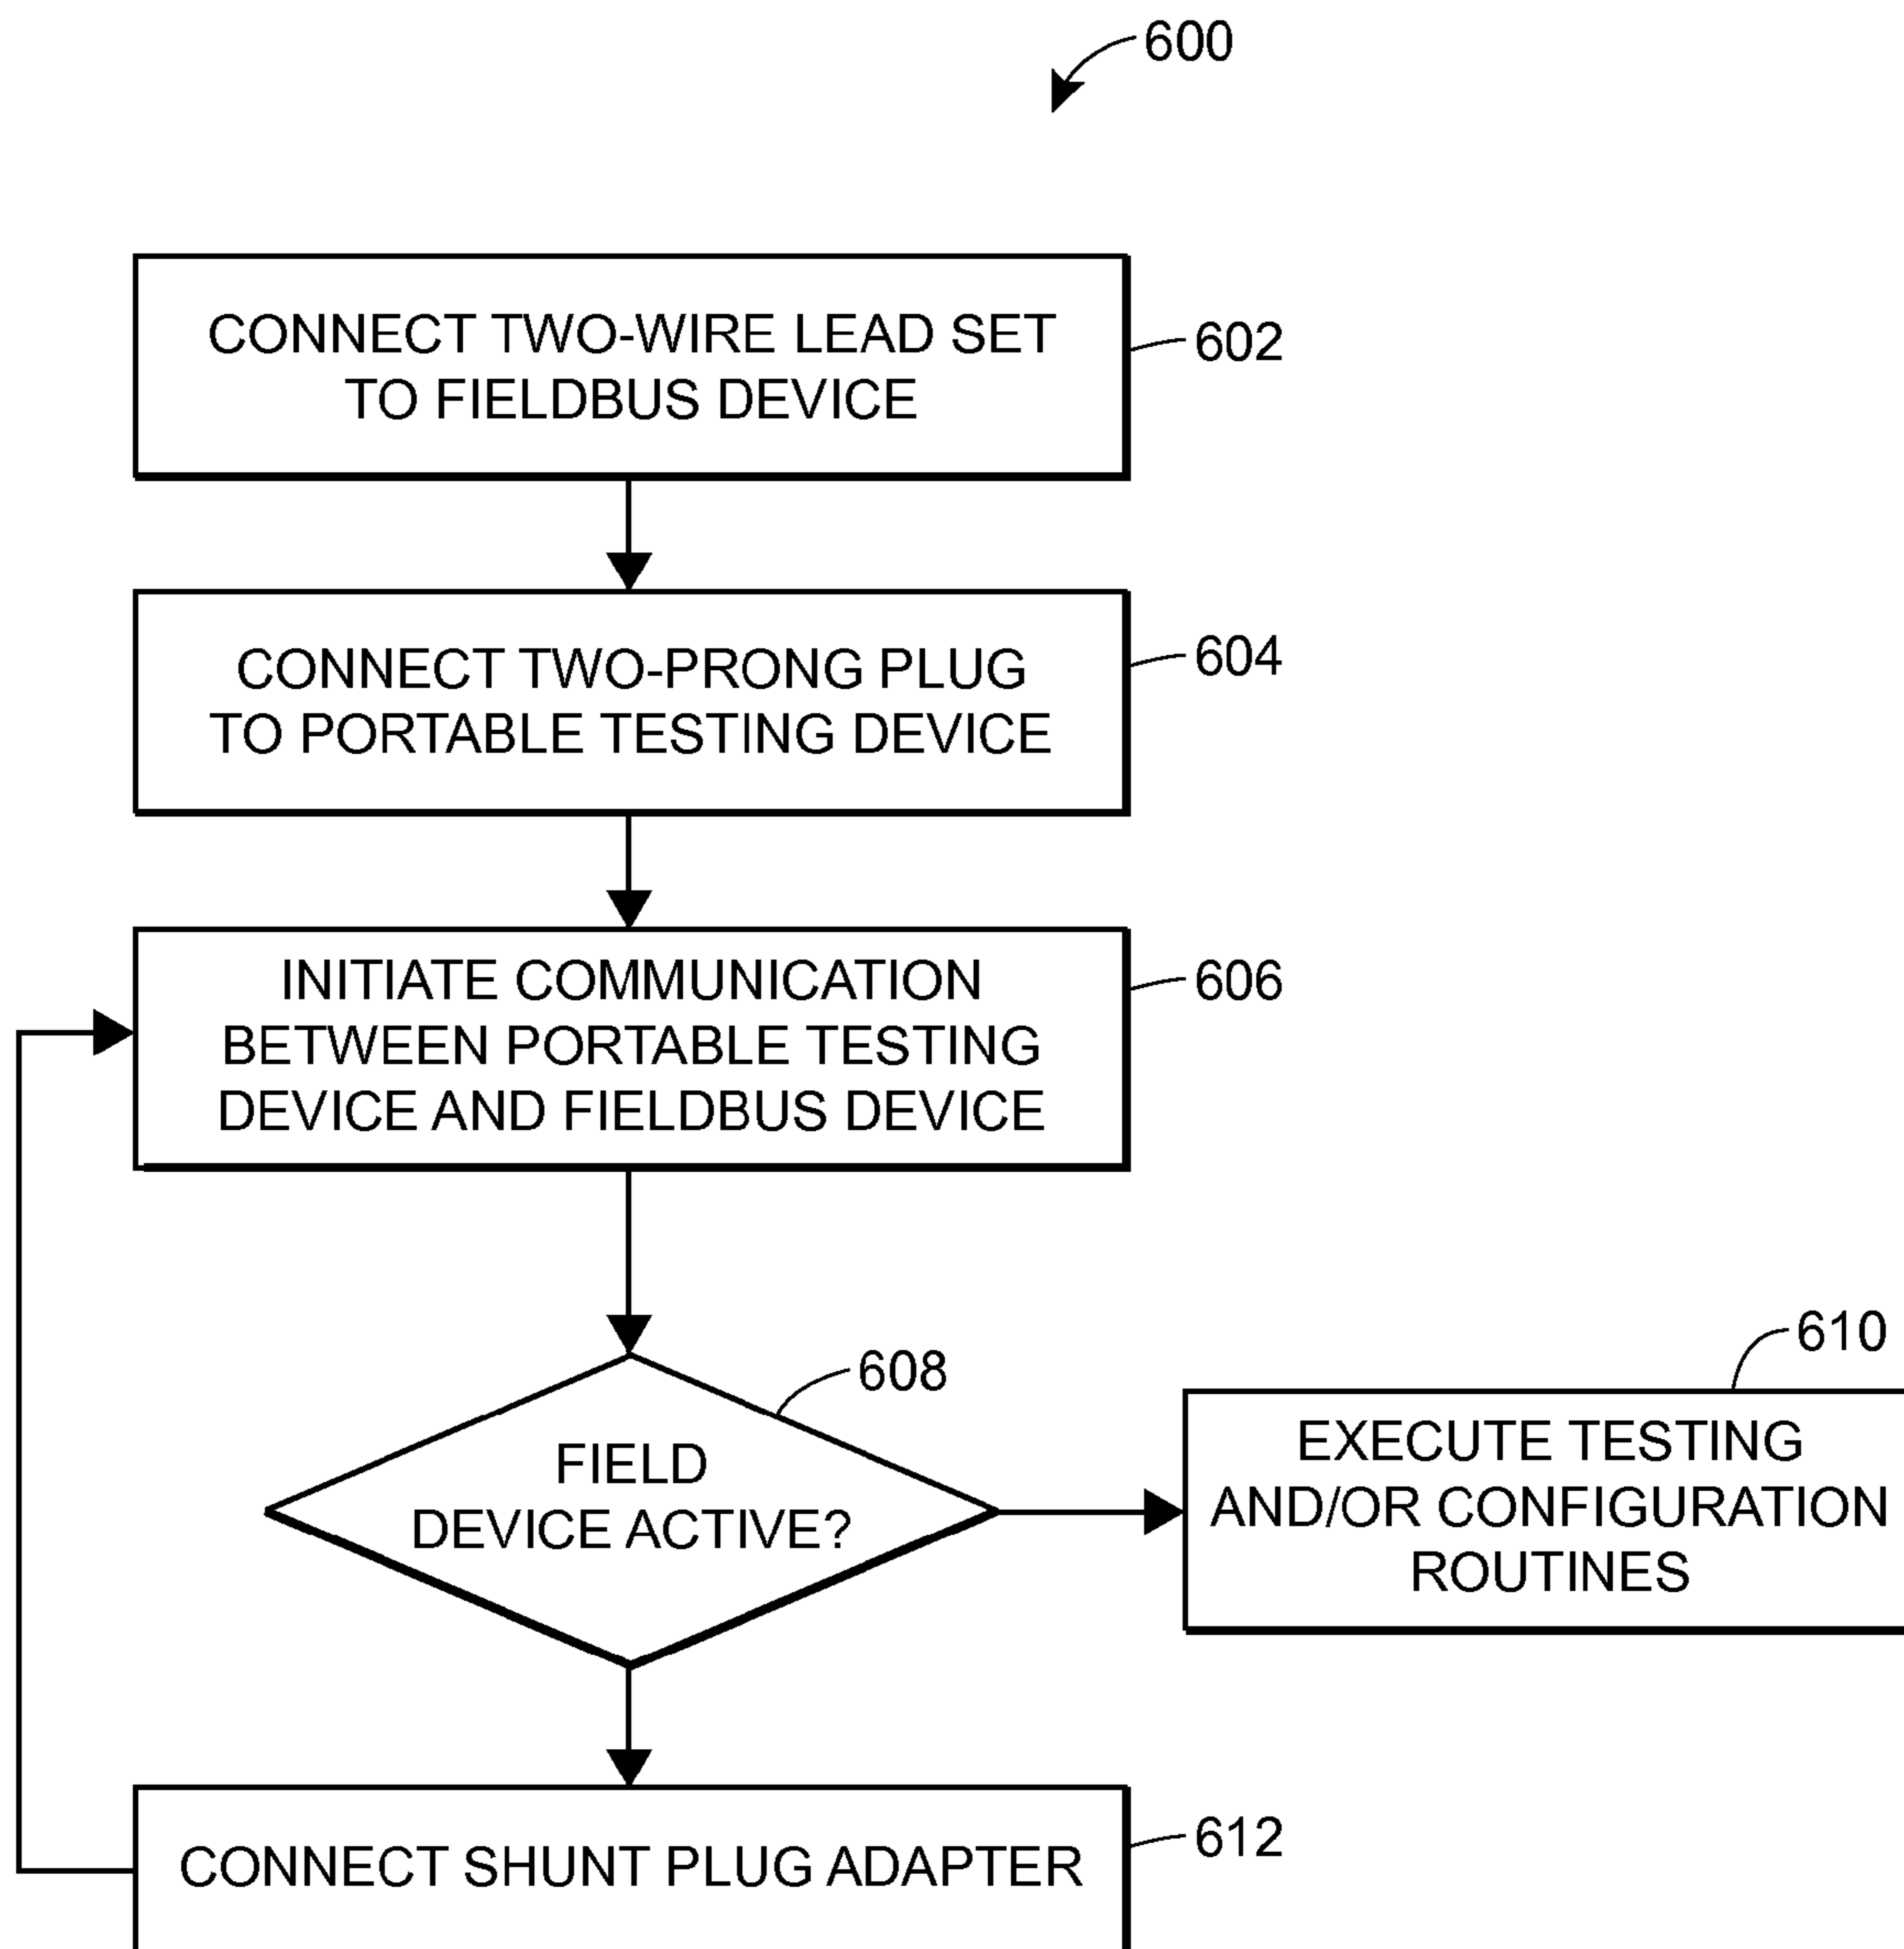 600
CONNECT TWO-WIRE LEAD SET
TO FIELDBUS DEVICE
602
CONNECT TWO-PRONG PLUG
TO PORTABLE TESTING DEVICE
604
INITIATE COMMUNICATION
BETWEEN PORTABLE TESTING
DEVICE AND FIELDBUS DEVICE
606
608
FIELD
DEVICE ACTIVE?
610
EXECUTE TESTING
AND/OR CONFIGURATION
ROUTINES
CONNECT SHUNT PLUG ADAPTER
612